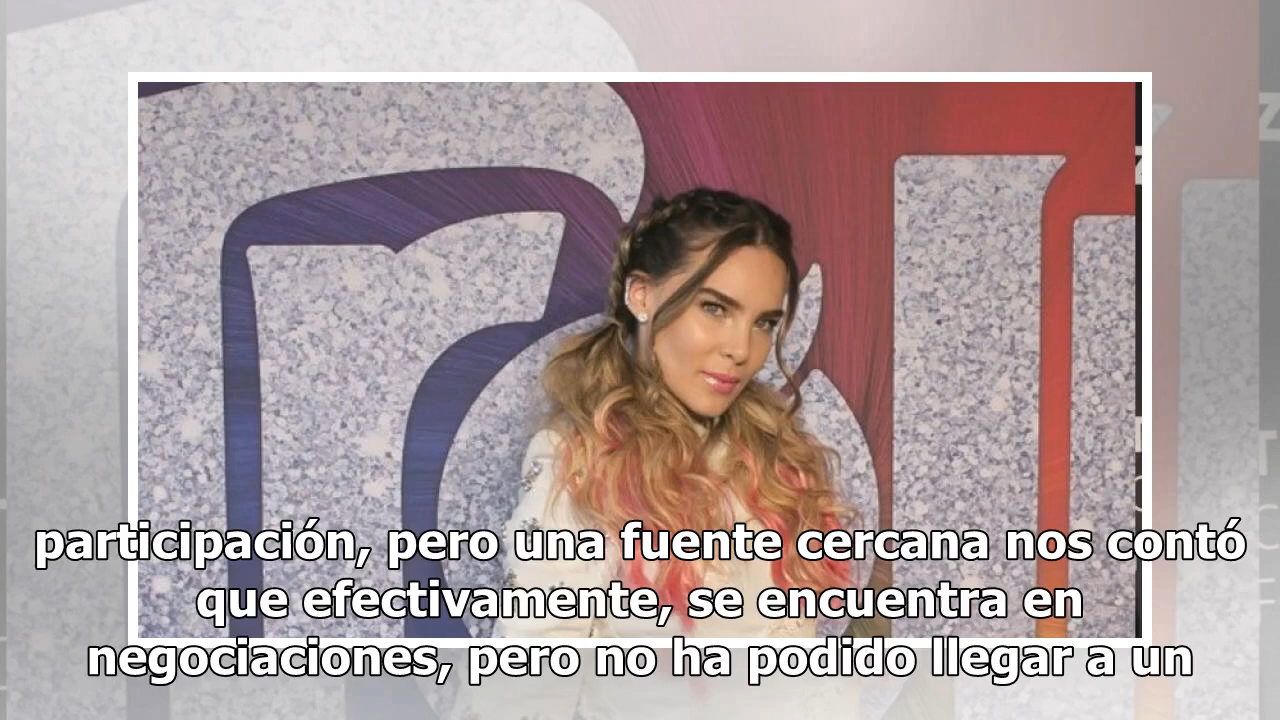 participación, pero una fuente cercana nos contó
que efectivamente, se encuentra en
negociaciones, pero no ha podido llegar a un